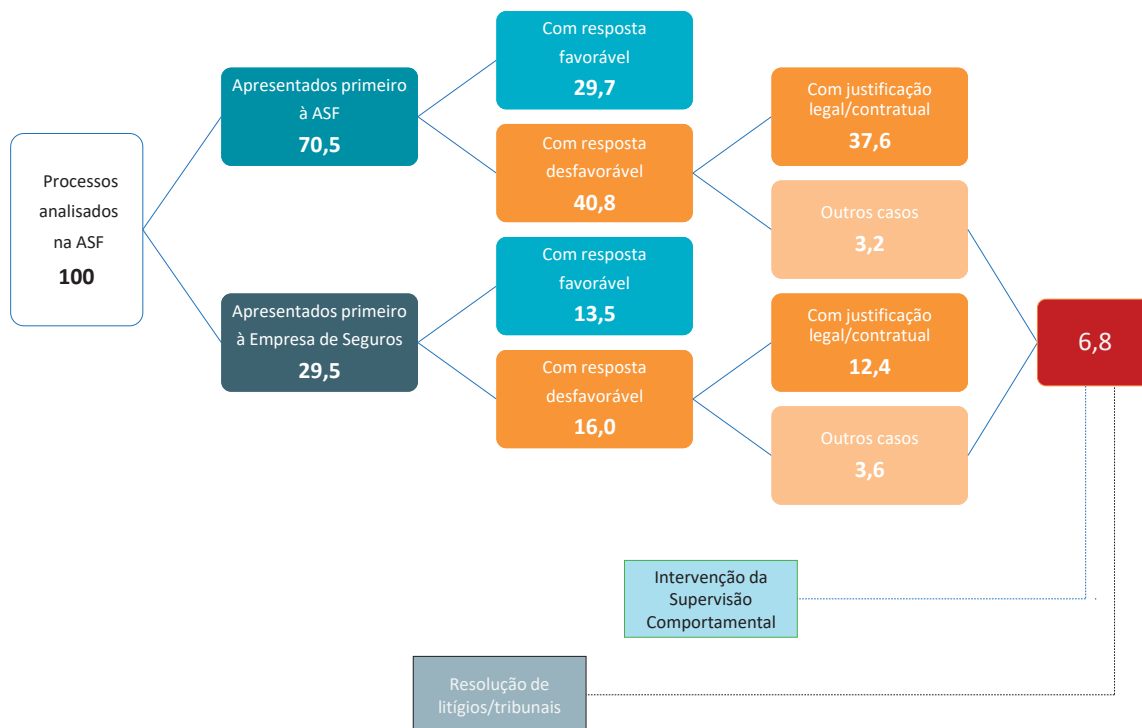 Processos
analisados
na ASF
100
Apresentados primeiro
à ASF
70,5
Apresentados primeiro
à Empresa de Seguros
29,5
Com resposta
favorável
29,7
Com resposta
desfavorável
40,8
Com resposta
favorável
13,5
Com resposta
desfavorável
16,0
Com justificação
legal/contratual
37,6
Outros casos
3,2
Com justificação
legal/contratual
12,4
Outros casos
3,6
6,8
Intervenção da
Supervisão
Comportamental
Resolução de
litígios/tribunais